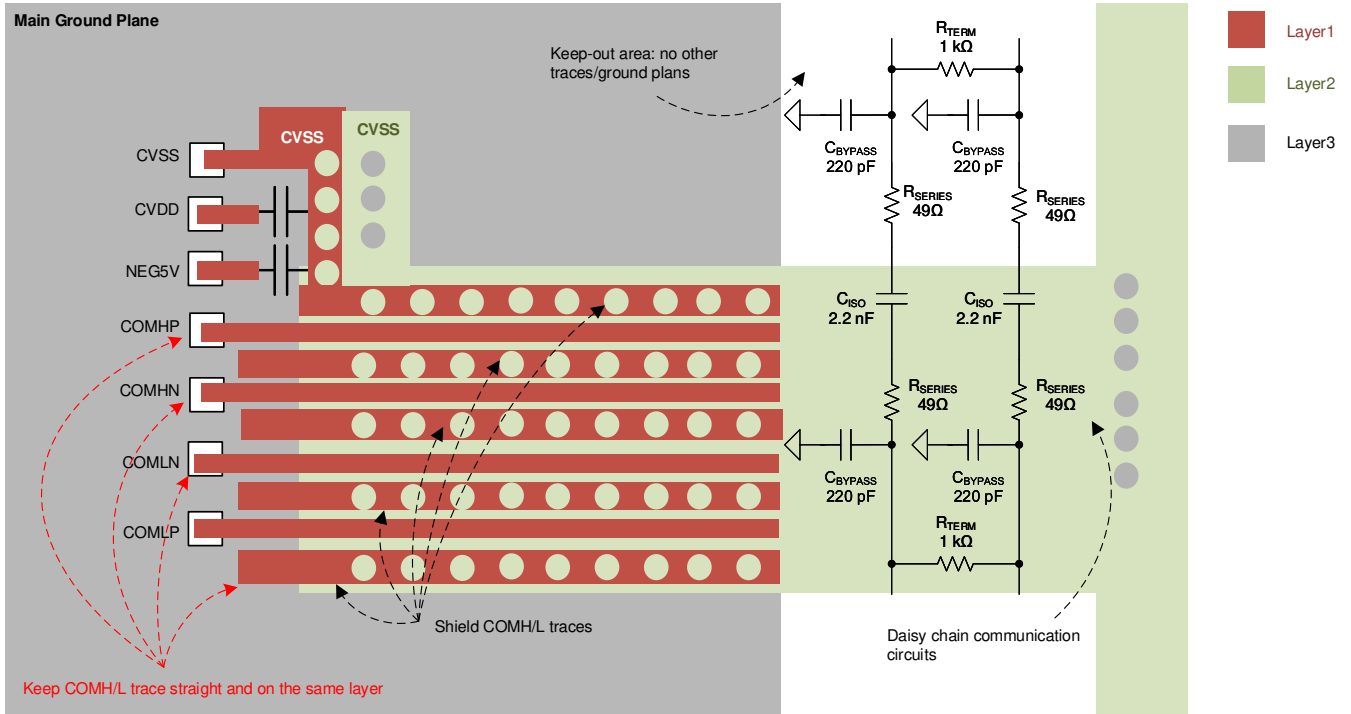 Main Ground Plane
Keep-out area: no other
traces/ground plans
RTERM
1 kΩ
Layer1
Layer2
Layer3
CVSS
CVSS
CVSS
CBYPASS
220 pF
CBYPASS
220 pF
CVDD
RSERIES
49Ω
RSERIES
49Ω
NEG5V
CISO
2.2 nF
CISO
2.2 nF
COMHP
COMHN
RSERIES
49Ω
RSERIES
49Ω
COMLN
CBYPASS
220 pF
CBYPASS
220 pF
COMLP
RTERM
1 kΩ
Shield COMH/L traces
Daisy chain communication
circuits
Keep COMH/L trace straight and on the same layer